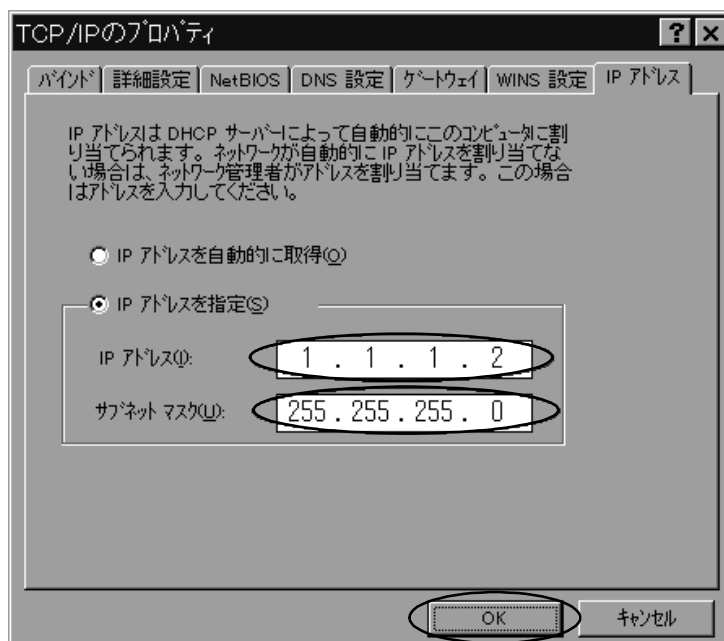 TCP/IPのプロパティ
バインド 詳細設定 NetBIOS DNS 設定 ゲートウェイ WINS 設定 IP アドレス
IP アドレスは DHCP サーバーによって自動的にこのコンピュータに割
り当てられます。ネットワークが自動的に IP アドレスを割り当てな
い場合は、ネットワーク管理者がアドレスを割り当てます。この場合
はアドレスを入力してください。
IP アドレスを自動的に取得(O)
IP アドレスを指定(S)
IP アドレス(I): 1 . 1 . 1 . 2
サブネット マスク(U): 255 . 255 . 255 . 0
OK キャンセル